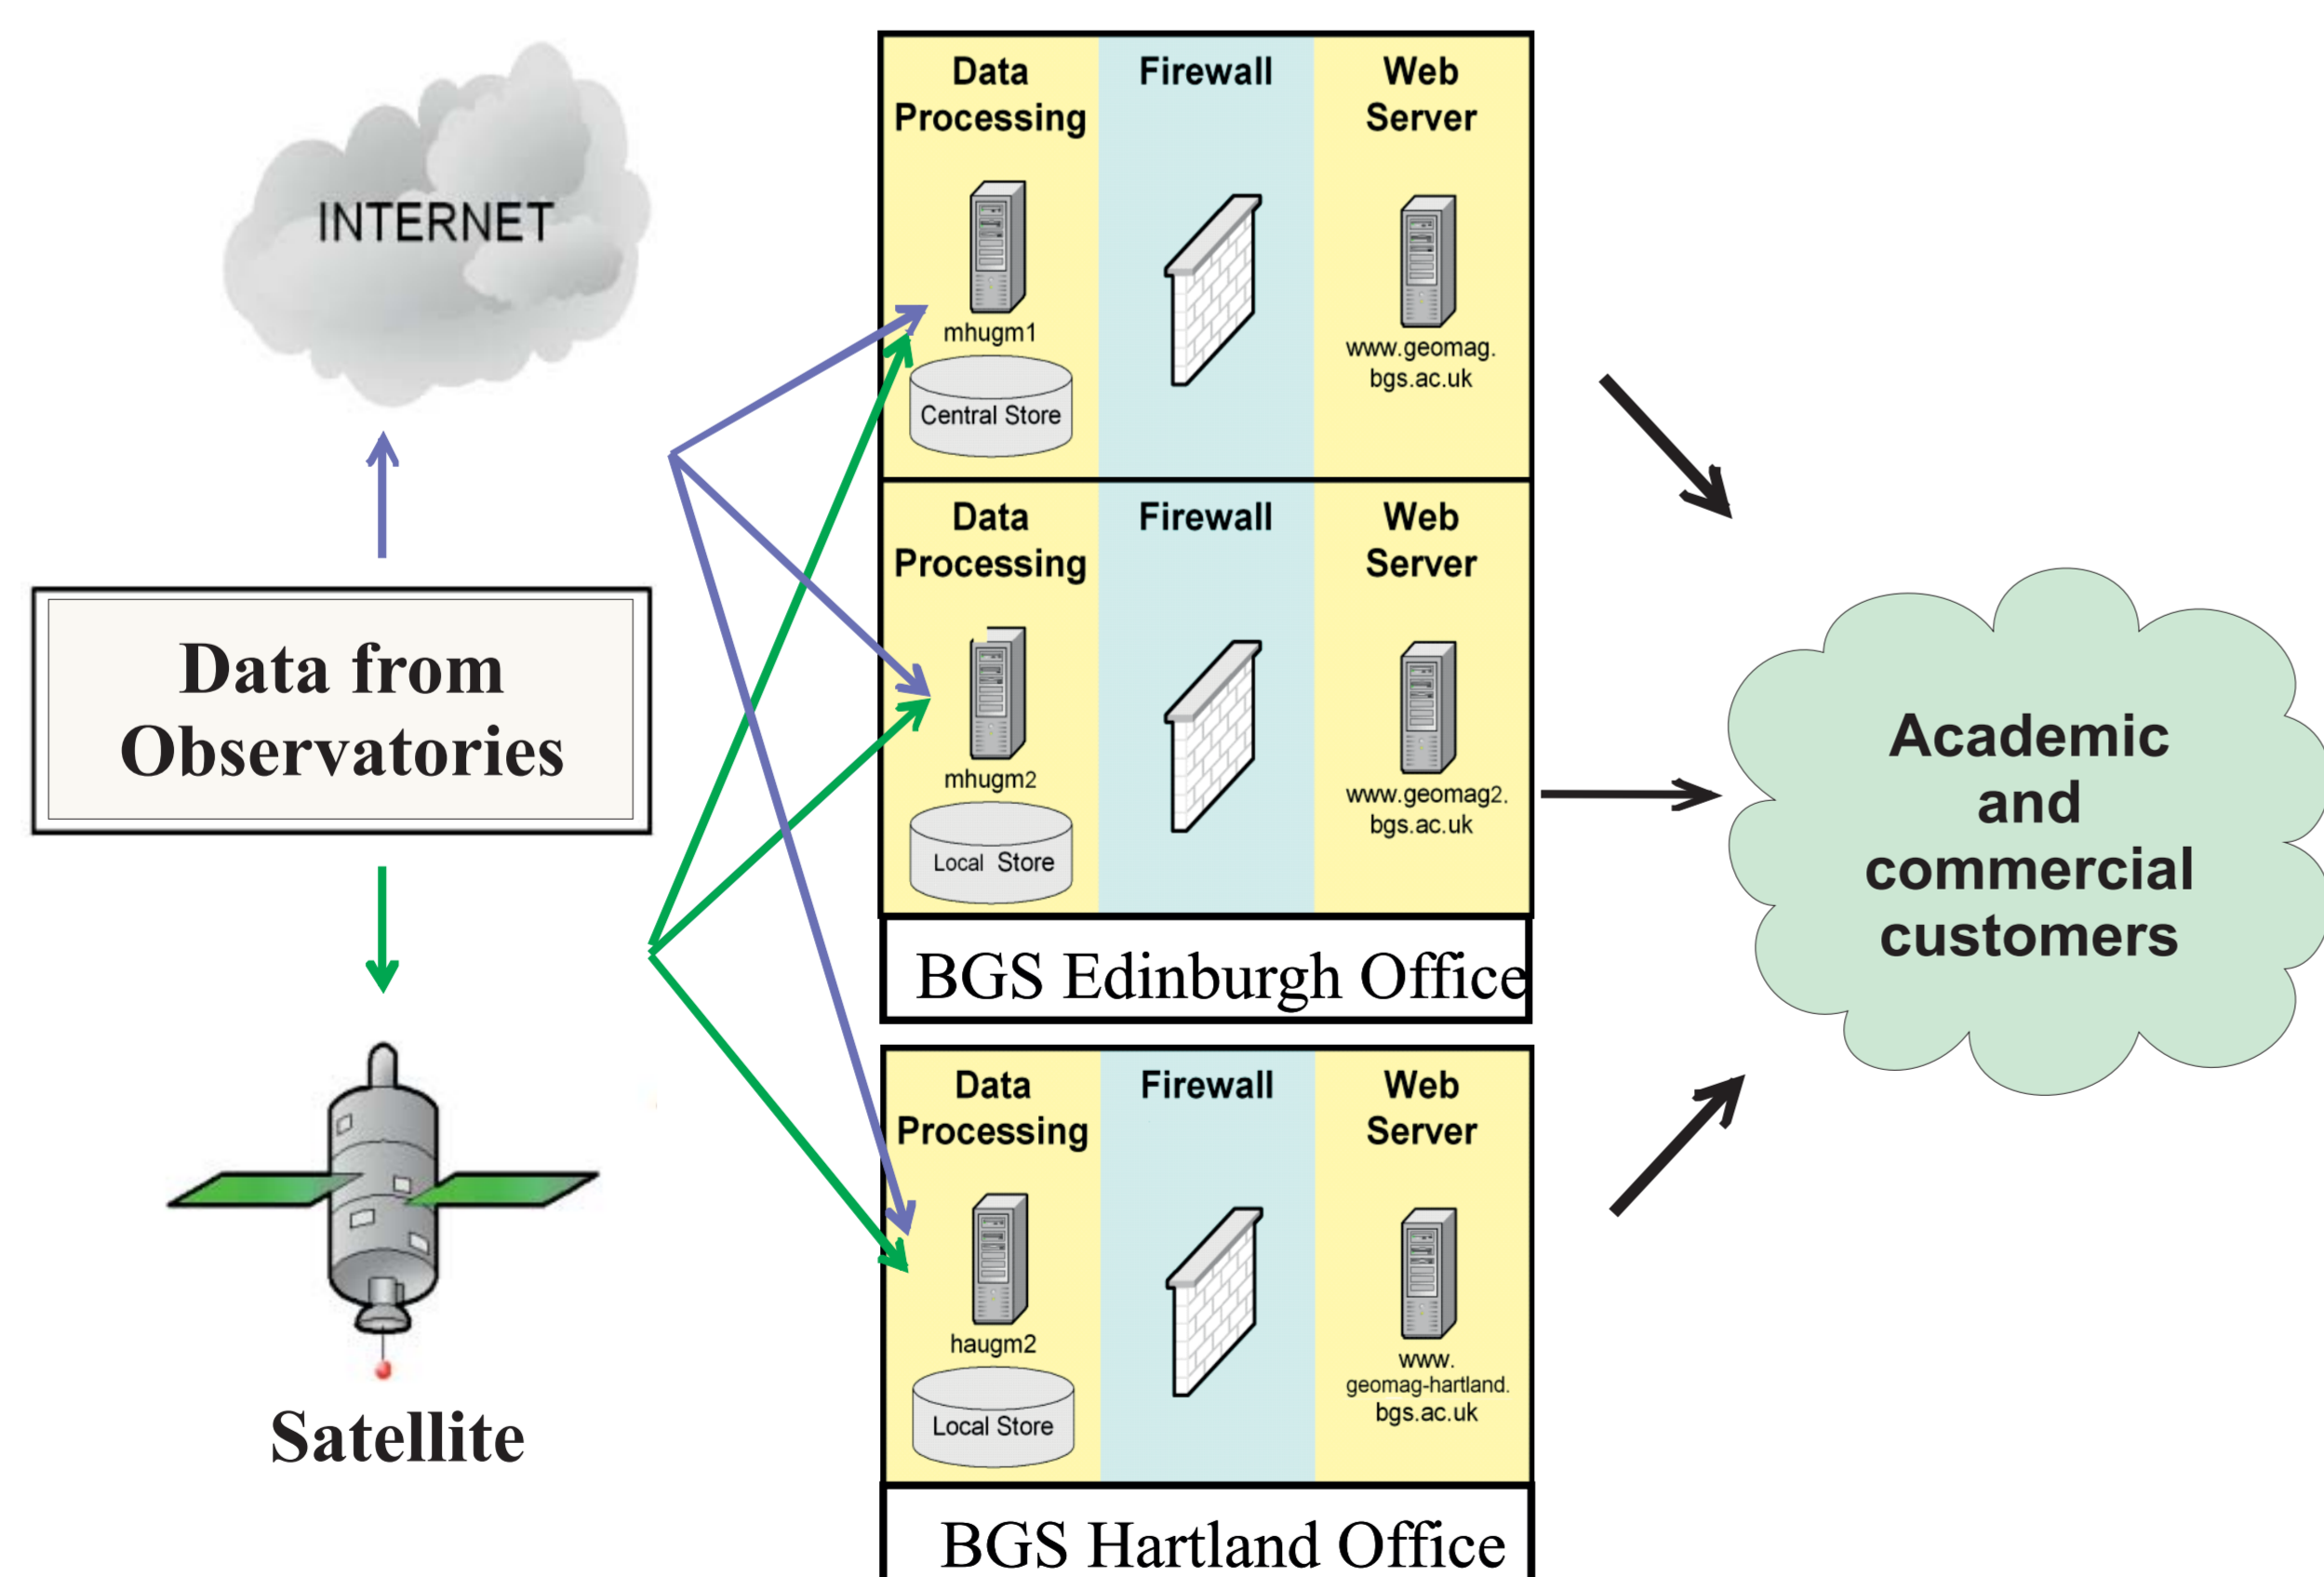 INTERNET
Data from
Observatories
Satellite
Data
Processing
Firewall
Web
Server
mhugm1
Central Store
www.geomag.
bgs.ac.uk
Data
Processing
Firewall
Web
Server
mhugm2
Local Store
www.geomag2.
bgs.ac.uk
BGS Edinburgh Office
Data
Processing
Firewall
Web
Server
haugm2
Local Store
www.
geomag-hartland.
bgs.ac.uk
BGS Hartland Office
Academic
and
commercial
customers